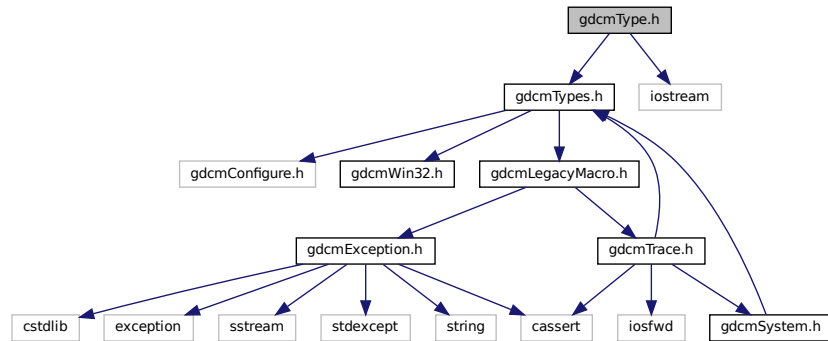 gdcmType.h
gdcmTypes.h
iostream
gdcmConfigure.h
gdcmWin32.h
gdcmLegacyMacro.h
gdcmException.h
gdcmTrace.h
cstdlib
exception
sstream
stdexcept
string
cassert
iosfwd
gdcmSystem.h